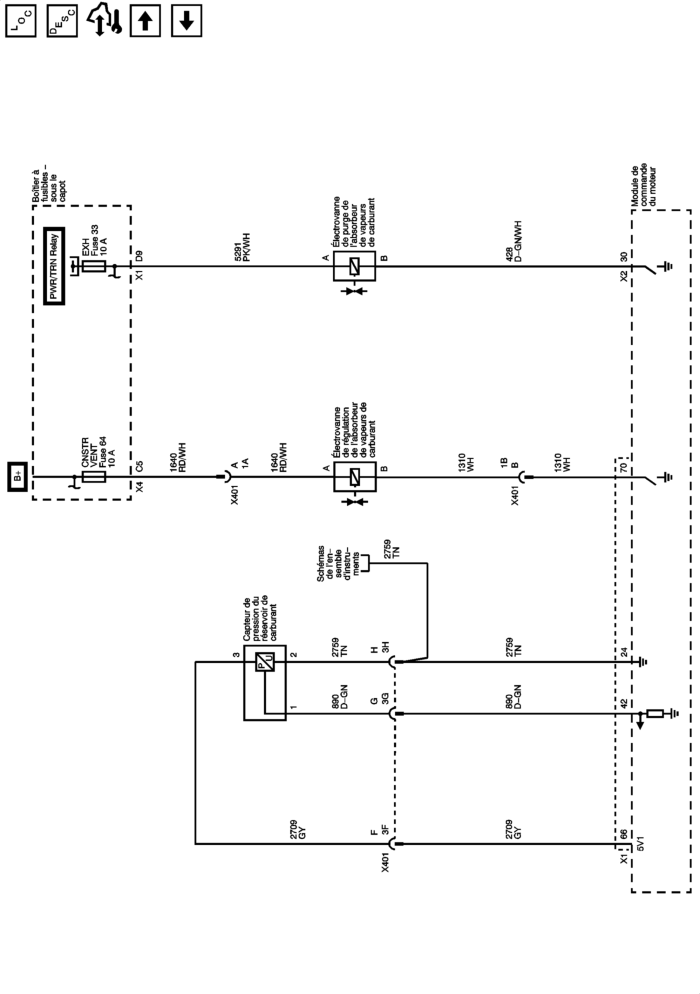 LOC
DESC
Boîtier à
fusibles –
sous le
capot
PWR/TRN Relay
EXH
Fuse 33
10 A
X1
D9
5291
PK/WH
A
Électrovanne
de purge de
l'absorbeur
de vapeurs
de carburant
B
428
D–GN/WH
X2
30
Module de
commande
du moteur
B+
CNSTR
VENT
Fuse 64
10 A
X4
C5
1640
RD/WH
A
1A
X401
1640
RD/WH
A
Électrovanne
de régulation
de l'absorbeur
de vapeurs de
carburant
B
1310
WH
1B
B
X401
1310
WH
70
Schémas
de l'en–
semble
d'instru–
ments
2759
TN
Capteur de
pression du
réservoir de
carburant
3
P
U
2
1
2759
TN
H
3H
2759
TN
24
890
D–GN
G
3G
890
D–GN
42
2709
GY
F
3F
X401
2709
GY
66
X1
5V1